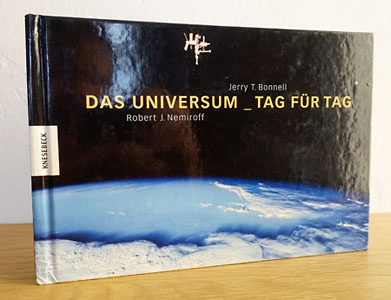 Jerry T. Bonnell
DAS UNIVERSUM _ TAG FÜR TAG
Robert J. Nemiroff
KNESEBECK